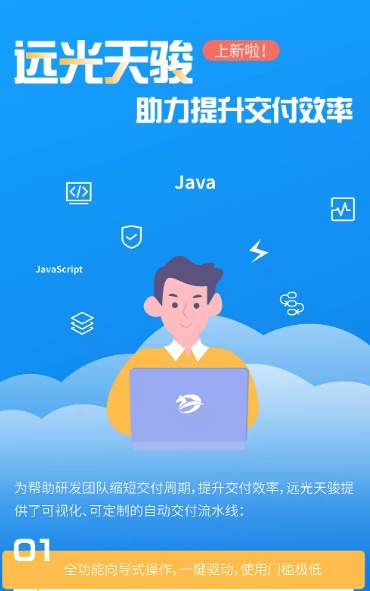 远光天骏
上新啦！
助力提升交付效率
Java
JavaScript
为帮助研发团队缩短交付周期，提升交付效率，远光天骏提
供了可视化、可定制的自动交付流水线：
01
全功能向导式操作，一键驱动，使用门槛极低